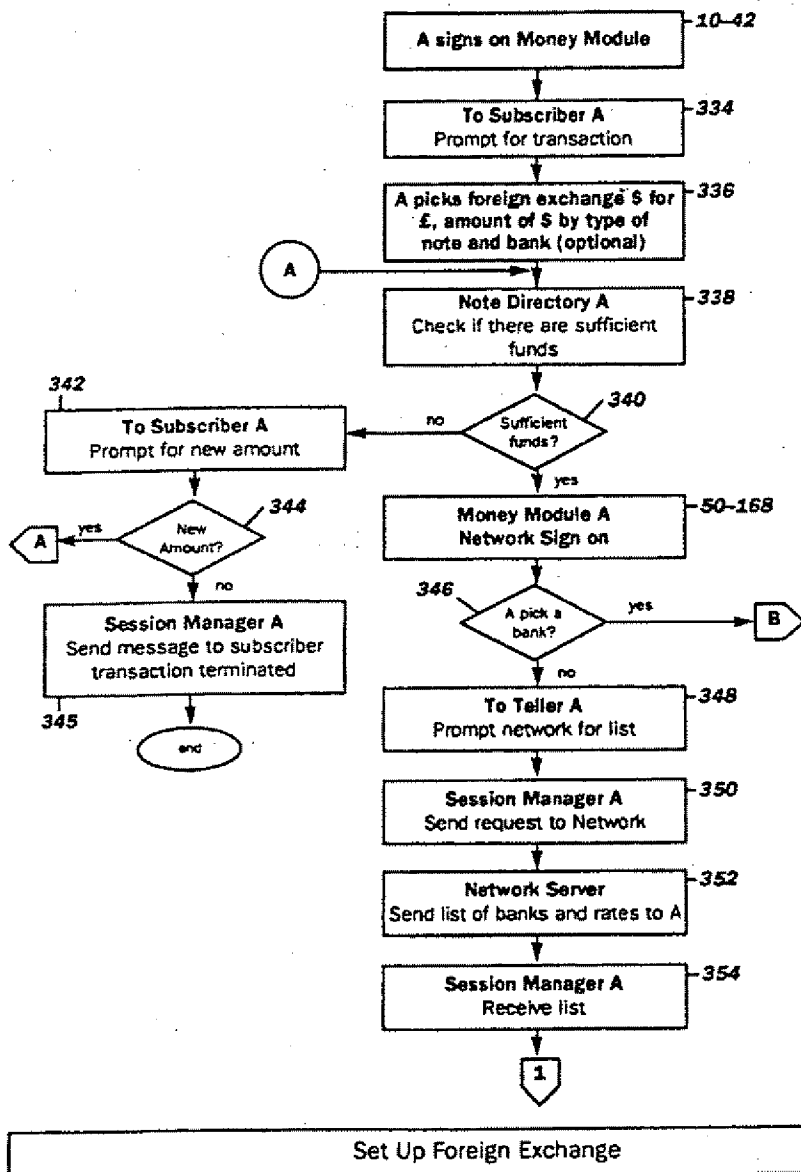 A signs on Money Module
10–42
To Subscriber A
Prompt for transaction
334
A picks foreign exchange $ for
£, amount of $ by type of
note and bank (optional)
336
A
Note Directory A
Check if there are sufficient
funds
338
342
To Subscriber A
Prompt for new amount
no
Sufficient
funds?
340
yes
Money Module A
Network Sign on
50–168
A
yes
New
Amount?
344
no
346
A pick a
bank?
yes
B
no
Session Manager A
Send message to subscriber
transaction terminated
345
end
To Teller A
Prompt network for list
348
Session Manager A
Send request to Network
350
Network Server
Send list of banks and rates to A
352
Session Manager A
Receive list
354
1
Set Up Foreign Exchange